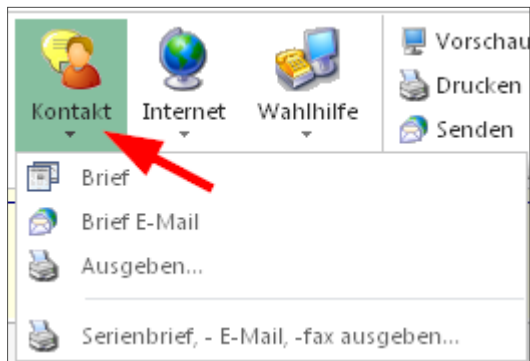 Kontakt
Internet
Wahlhilfe
Vorschau
Drucken
Senden
Brief
Brief E-Mail
Ausgeben...
Serienbrief, - E-Mail, -fax ausgeben...